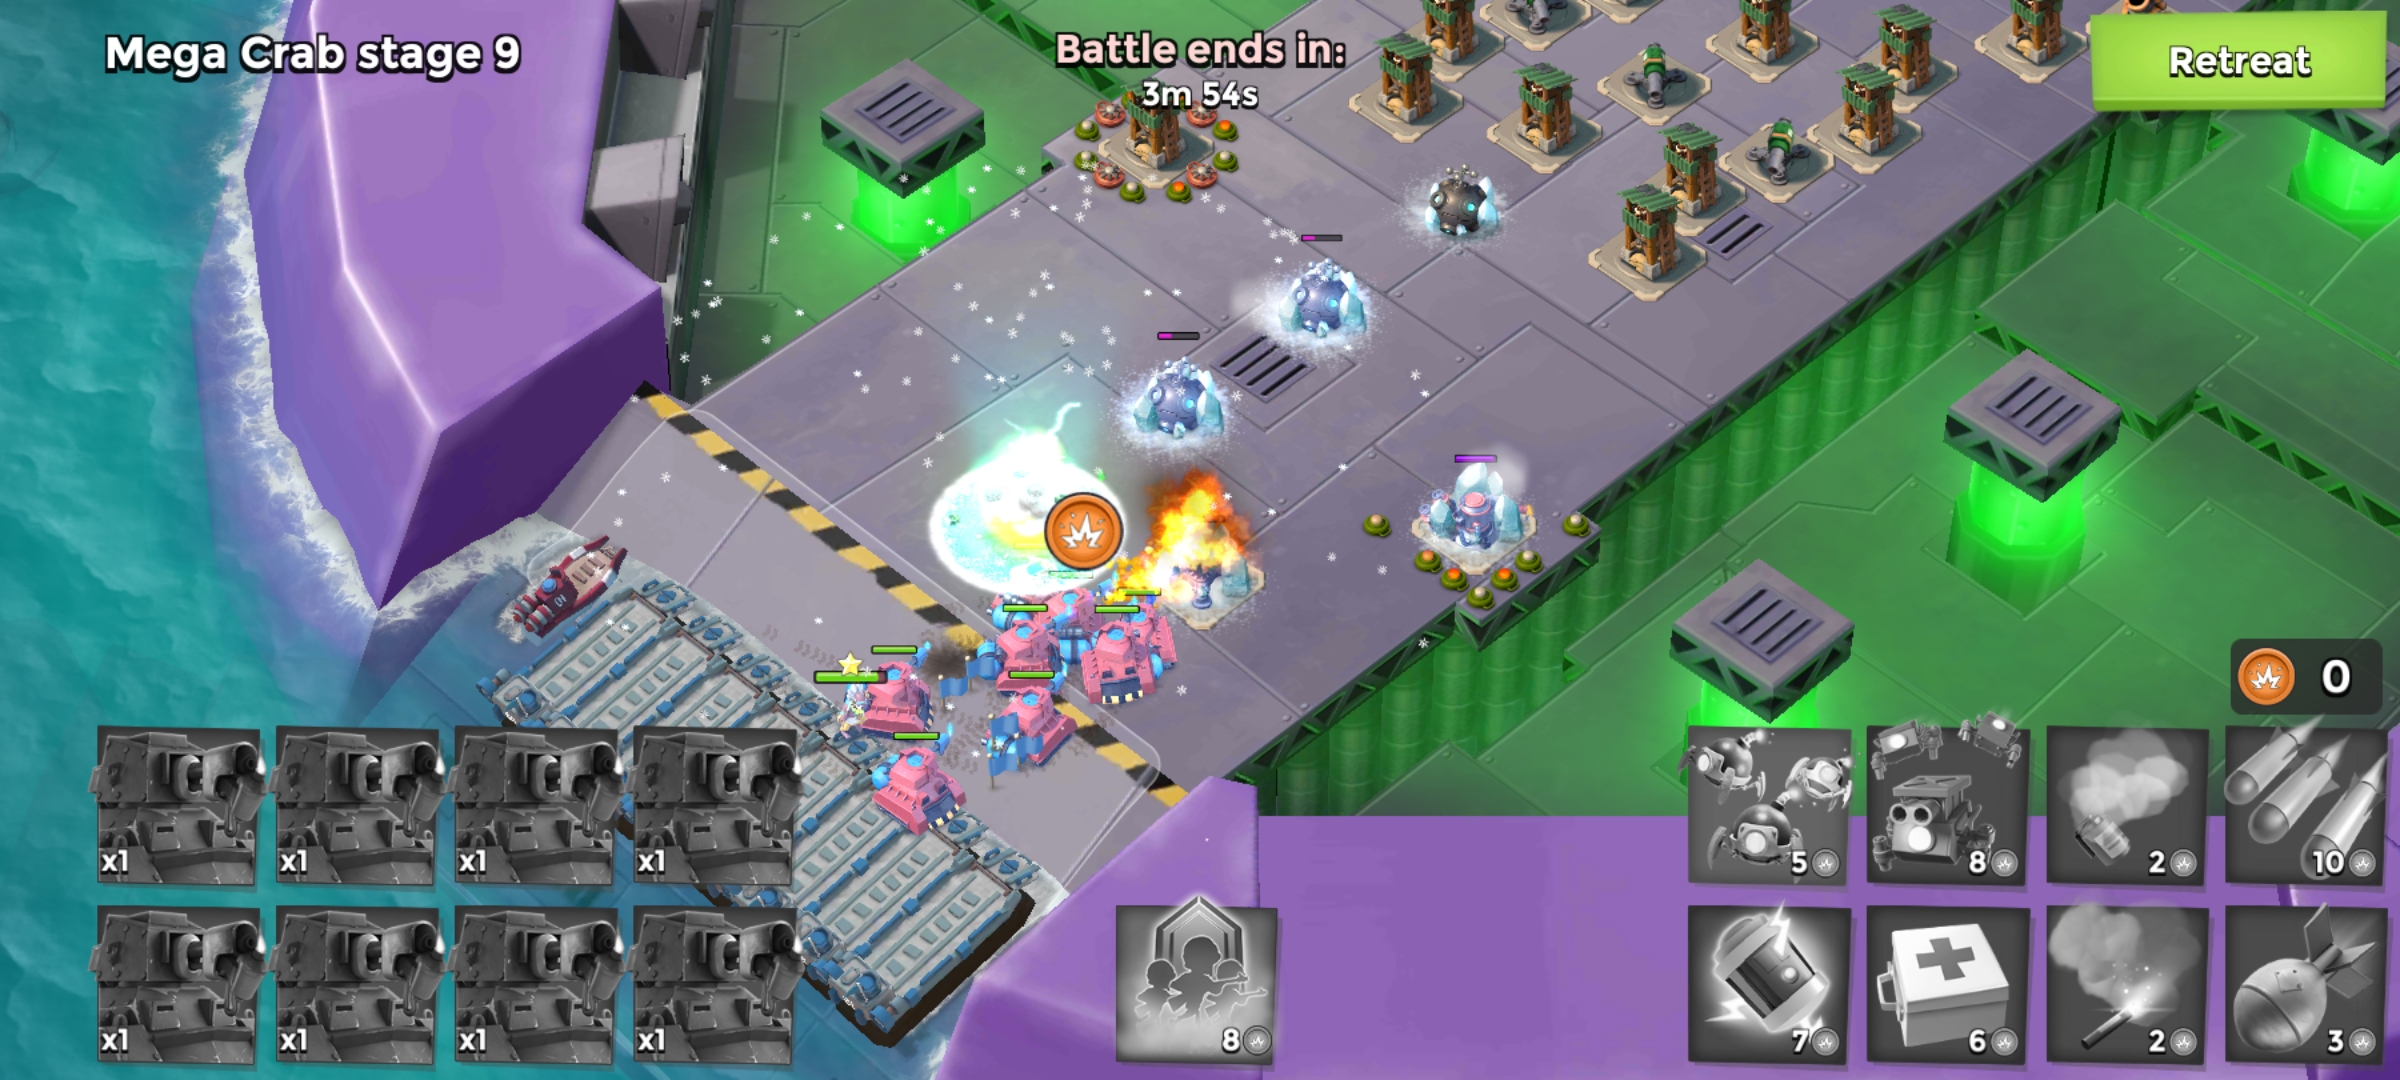 Mega Crab stage 9
Battle ends in:
3m 54s
Retreat
0
x1
x1
x1
x1
5
8
2
10
x1
x1
x1
x1
8
7
6
2
3